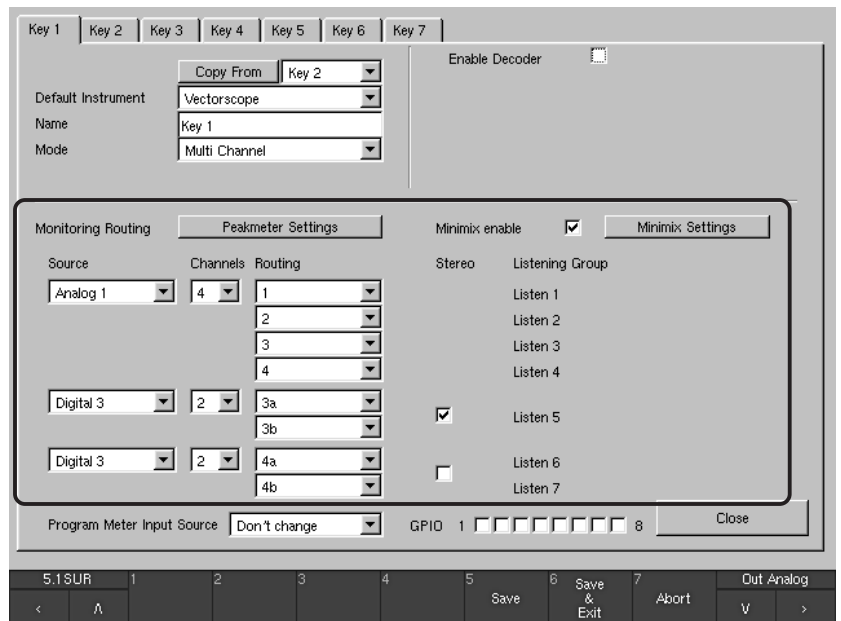 Key 1 Key 2 Key 3 Key 4 Key 5 Key 6 Key 7
Copy From Key 2 Enable Decoder
Default Instrument Vectorscope
Name Key 1
Mode Multi Channel
Monitoring Routing Peakmeter Settings Minimix enable Minimix Settings
Source Channels Routing Stereo Listening Group
Analog 1 4 1 Listen 1
2 Listen 2
3 Listen 3
4 Listen 4
Digital 3 2 3a Listen 5
3b
Digital 3 2 4a Listen 6
4b Listen 7
Program Meter Input Source Don't change GPIO 1 8 Close
5.1SUR 1 2 3 4 5 6 7 Out Analog
< Λ Save Save & Exit Abort V >